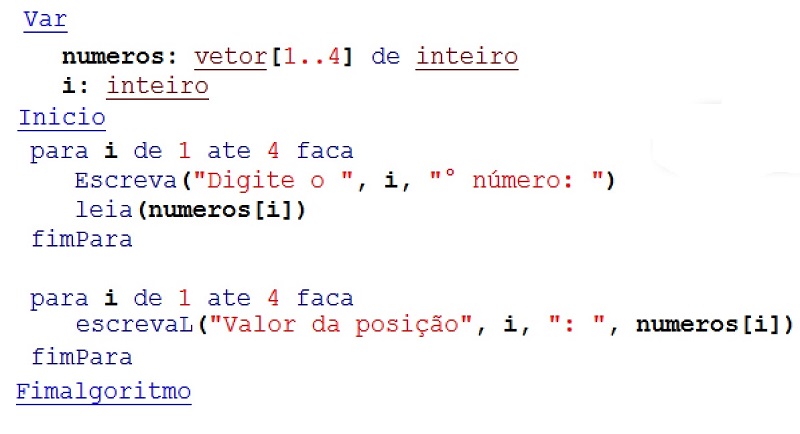 Var
numeros: vetor[1..4] de inteiro
i: inteiro
Inicio
para i de 1 ate 4 faca
Escreva("Digite o ", i, "° número: ")
leia(numeros[i])
fimPara
para i de 1 ate 4 faca
escrevaL("Valor da posição", i, ": ", numeros[i])
fimPara
Fimalgoritmo